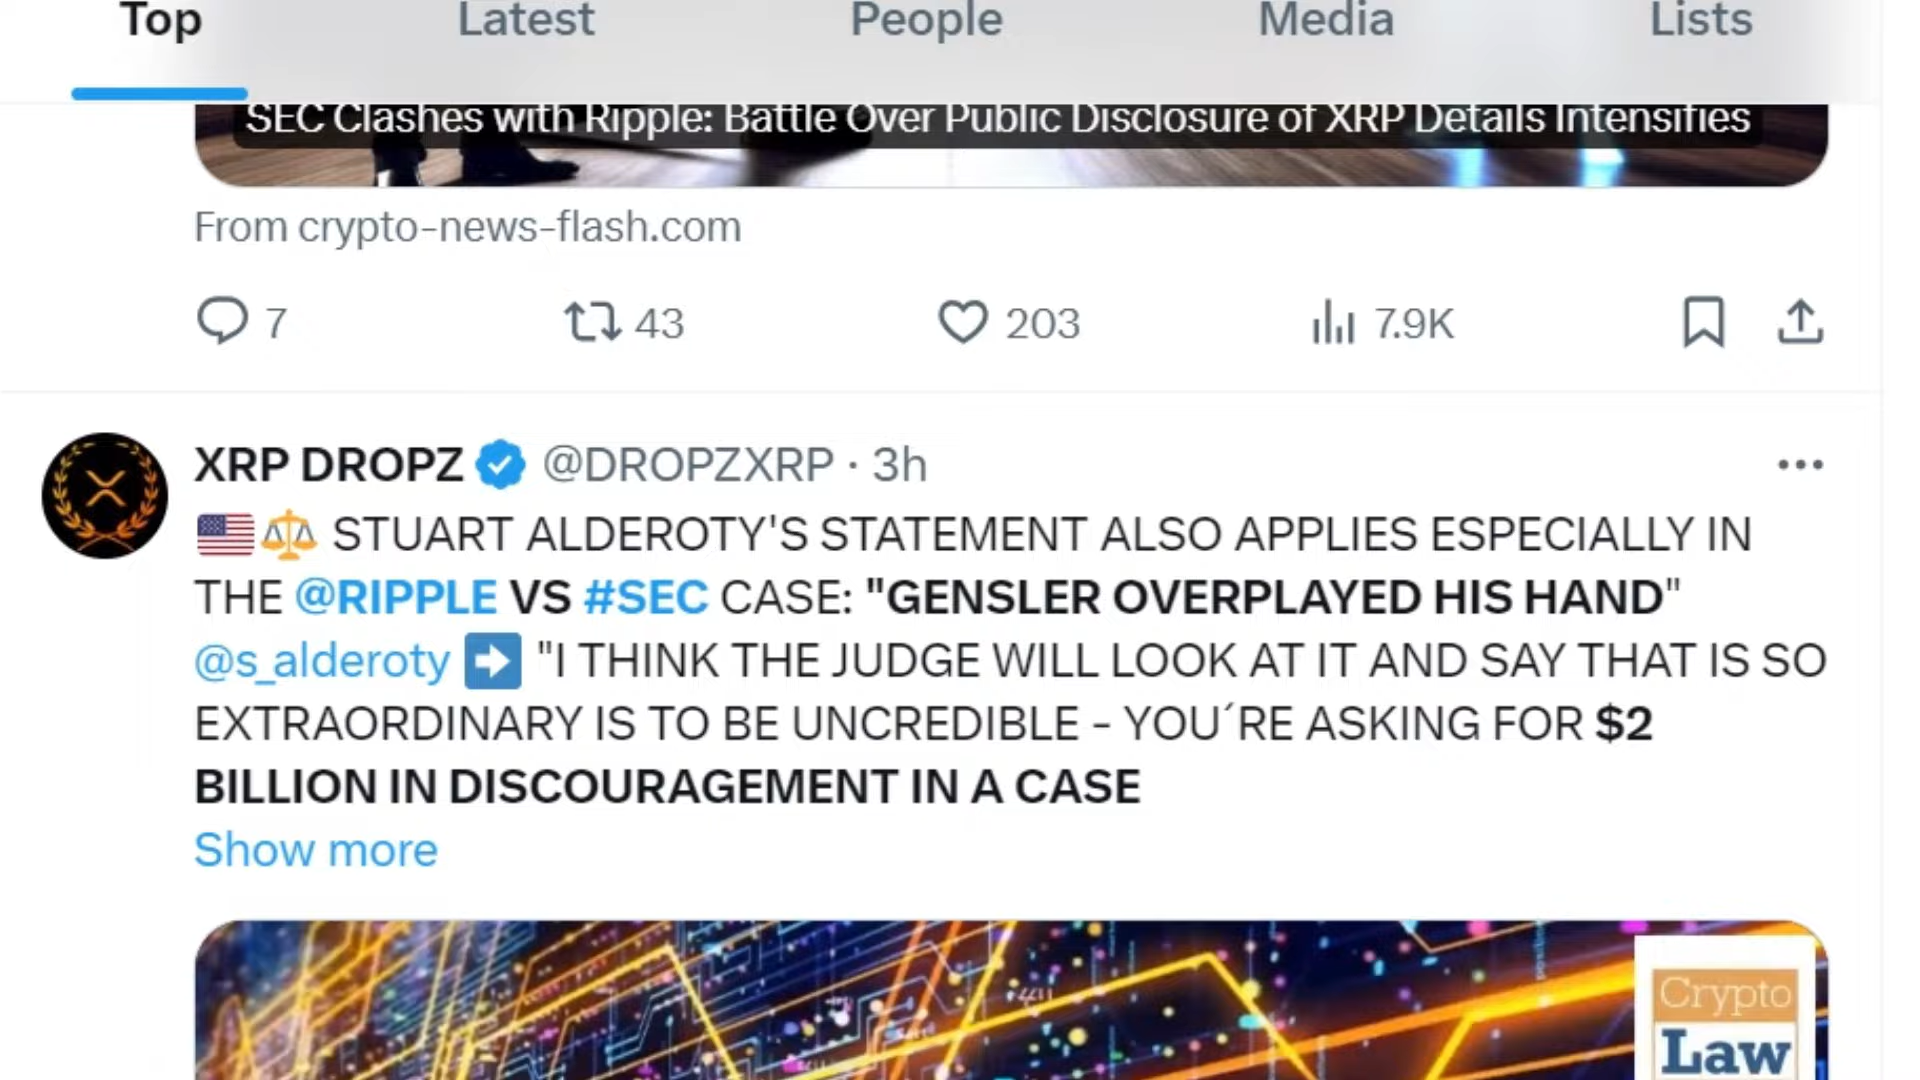 Top Latest People Media Lists
SEC Clashes with Ripple: Battle Over Public Disclosure of XRP Details Intensifies
From crypto-news-flash.com
7 43 203 7.9K
XRP DROPZ @DROPZXRP · 3h
STUART ALDEROTY'S STATEMENT ALSO APPLIES ESPECIALLY IN
THE @RIPPLE VS #SEC CASE: "GENSLER OVERPLAYED HIS HAND"
@s_alderoty "I THINK THE JUDGE WILL LOOK AT IT AND SAY THAT IS SO
EXTRAORDINARY IS TO BE UNCREDIBLE - YOU´RE ASKING FOR $2
BILLION IN DISCOURAGEMENT IN A CASE
Show more
Crypto
Law